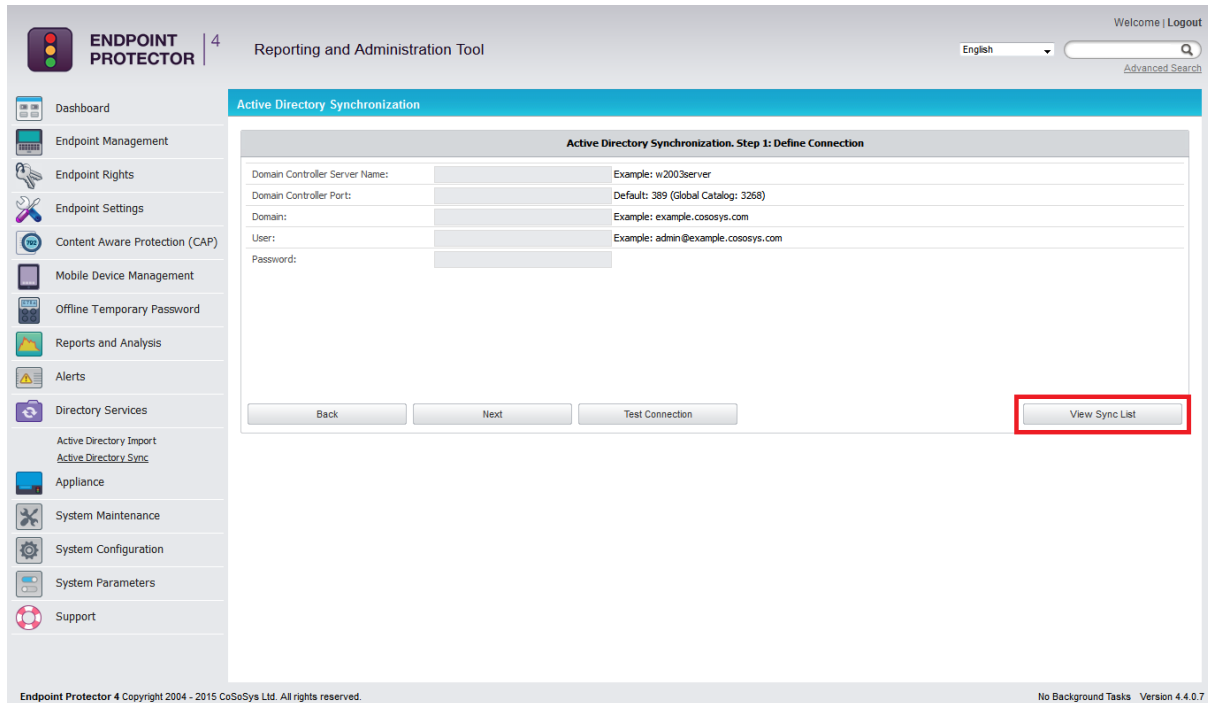 Welcome | Logout
ENDPOINT PROTECTOR 4
Reporting and Administration Tool
English
Advanced Search
Dashboard
Endpoint Management
Endpoint Rights
Endpoint Settings
Content Aware Protection (CAP)
Mobile Device Management
Offline Temporary Password
Reports and Analysis
Alerts
Directory Services
Active Directory Import
Active Directory Sync
Appliance
System Maintenance
System Configuration
System Parameters
Support
Active Directory Synchronization
Active Directory Synchronization. Step 1: Define Connection
Domain Controller Server Name: Example: w2003server
Domain Controller Port: Default: 389 (Global Catalog: 3268)
Domain: Example: example.cososys.com
User: Example: admin@example.cososys.com
Password:
Back Next Test Connection View Sync List
Endpoint Protector 4 Copyright 2004 - 2015 CoSoSys Ltd. All rights reserved. No Background Tasks Version 4.4.0.7